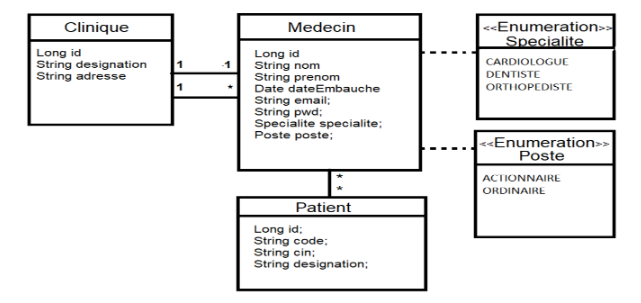 Clinique
Long id
String designation
String adresse
1
1
1
*
Medecin
Long id
String nom
String prenom
Date dateEmbauche
String email;
String pwd;
Specialite specialite;
Poste poste;
<<Enumeration>>
Specialite
CARDIOLOGUE
DENTISTE
ORTHOPEDISTE
<<Enumeration>>
Poste
ACTIONNAIRE
ORDINAIRE
*
*
Patient
Long id;
String code;
String cin;
String designation;